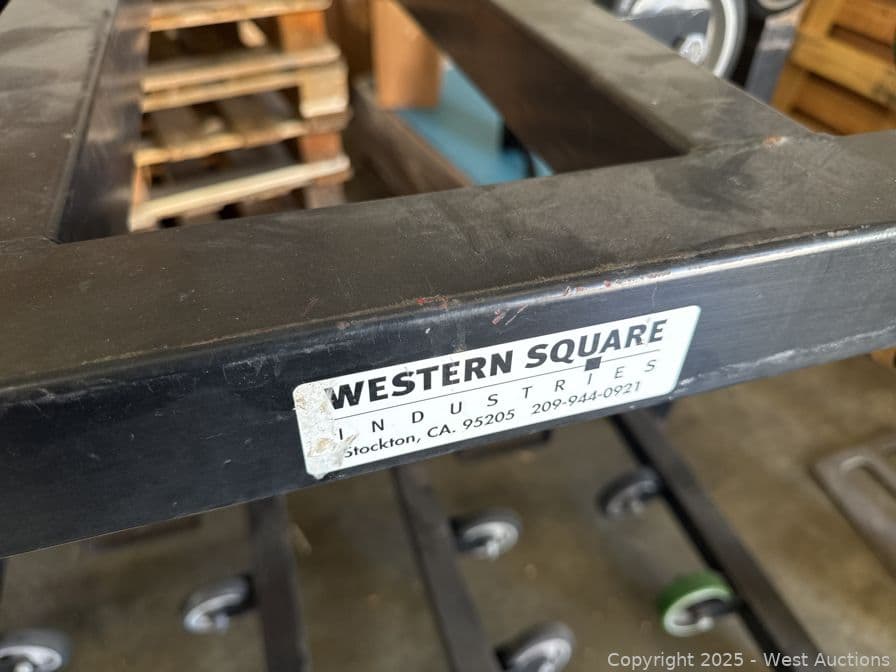 WESTERN SQUARE
INDUSTRIES
Stockton, CA. 95205 209-944-0921
Copyright © 2025 - West Auctions